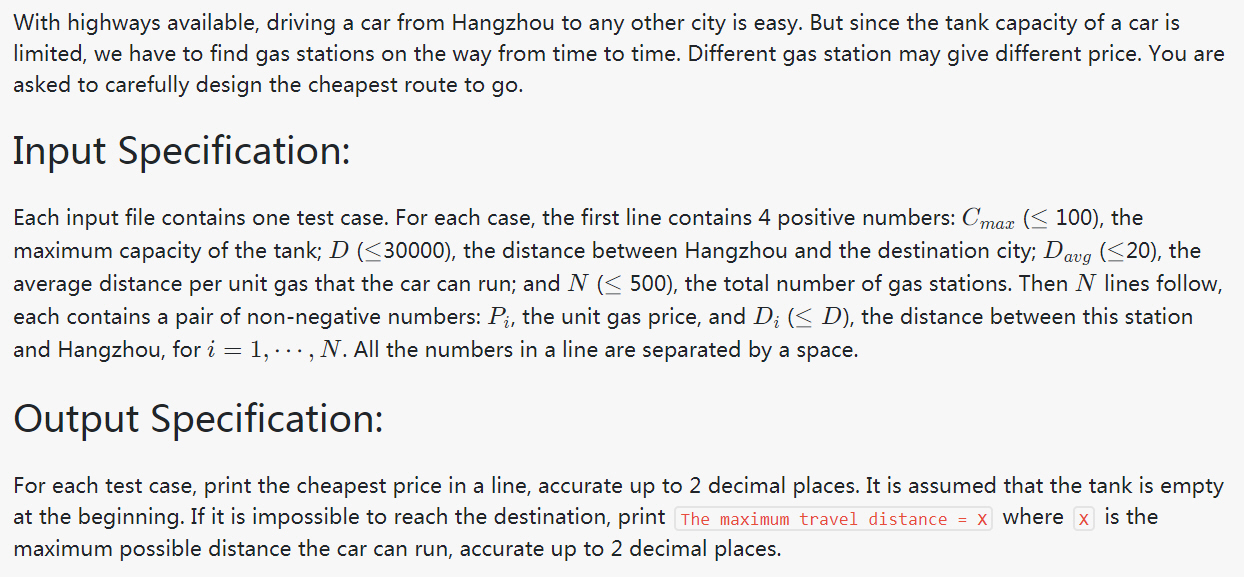 With highways available, driving a car from Hangzhou to any other city is easy. But since the tank capacity of a car is
limited, we have to find gas stations on the way from time to time. Different gas station may give different price. You are
asked to carefully design the cheapest route to go.
Input Specification:
Each input file contains one test case. For each case, the first line contains 4 positive numbers: C_{max} (≤ 100), the
maximum capacity of the tank; D (≤30000), the distance between Hangzhou and the destination city; D_{avg} (≤20), the
average distance per unit gas that the car can run; and N (≤ 500), the total number of gas stations. Then N lines follow,
each contains a pair of non-negative numbers: P_i, the unit gas price, and D_i (≤ D), the distance between this station
and Hangzhou, for i = 1, ⋯ , N. All the numbers in a line are separated by a space.
Output Specification:
For each test case, print the cheapest price in a line, accurate up to 2 decimal places. It is assumed that the tank is empty
at the beginning. If it is impossible to reach the destination, print The maximum travel distance = X where X is the
maximum possible distance the car can run, accurate up to 2 decimal places.